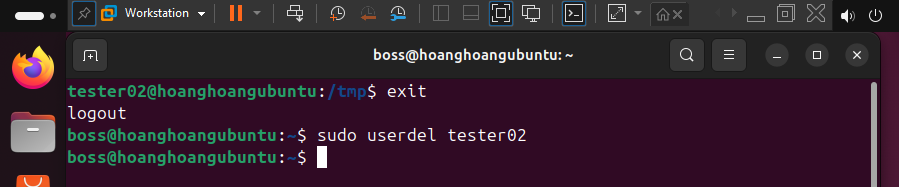 Workstation
boss@hoanghoangubuntu: ~
tester02@hoanghoangubuntu:/tmp$ exit
logout
boss@hoanghoangubuntu:~$ sudo userdel tester02
boss@hoanghoangubuntu:~$